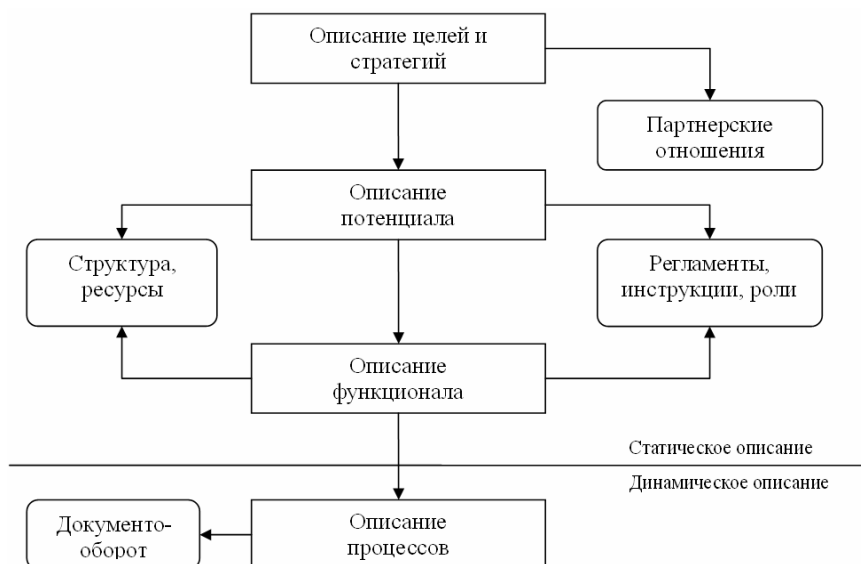 Описание целей и
стратегий
Партнерские
отношения
Описание
потенциала
Структура,
ресурсы
Регламенты,
инструкции, роли
Описание
функционала
Статическое описание
Динамическое описание
Документо-
оборот
Описание
процессов